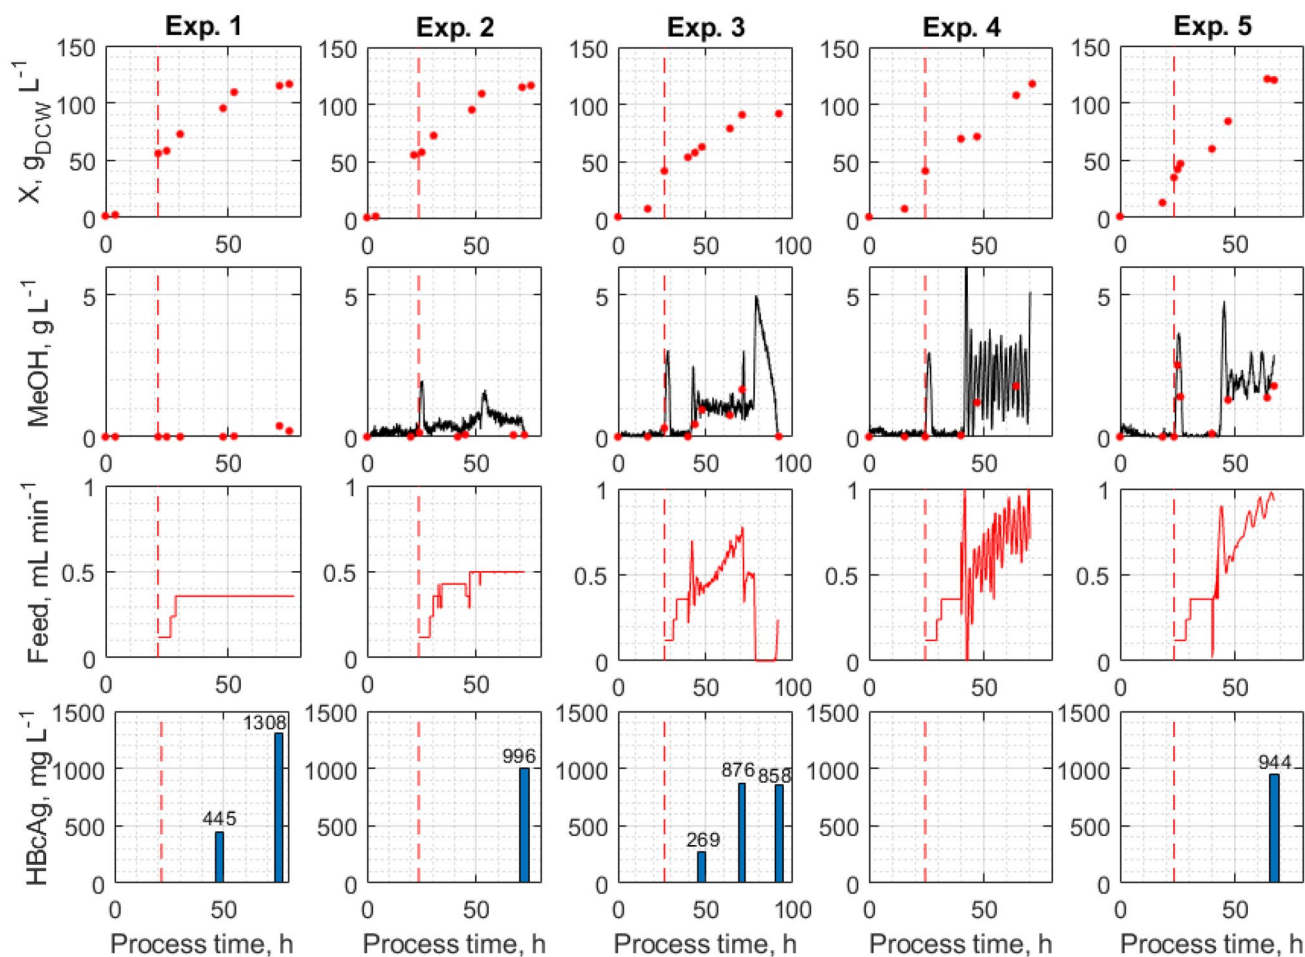 Exp. 1 Exp. 2 Exp. 3 Exp. 4 Exp. 5
X, g_DCW L⁻¹
150 150 150 150 150
100 100 100 100 100
50 50 50 50 50
0 0 0 0 0
0 50 0 50 0 50 100 0 50 0 50
MeOH, g L⁻¹
5 5 5 5 5
0 0 0 0 0
0 50 0 50 0 50 100 0 50 0 50
Feed, mL min⁻¹
1 1 1 1 1
0.5 0.5 0.5 0.5 0.5
0 0 0 0 0
0 50 0 50 0 50 100 0 50 0 50
HBcAg, mg L⁻¹
1500 1500 1500 1500 1500
1308
996 876 858 944
1000 1000 1000 1000 1000
445 269
500 500 500 500 500
0 0 0 0 0
0 50 0 50 0 50 100 0 50 0 50
Process time, h Process time, h Process time, h Process time, h Process time, h